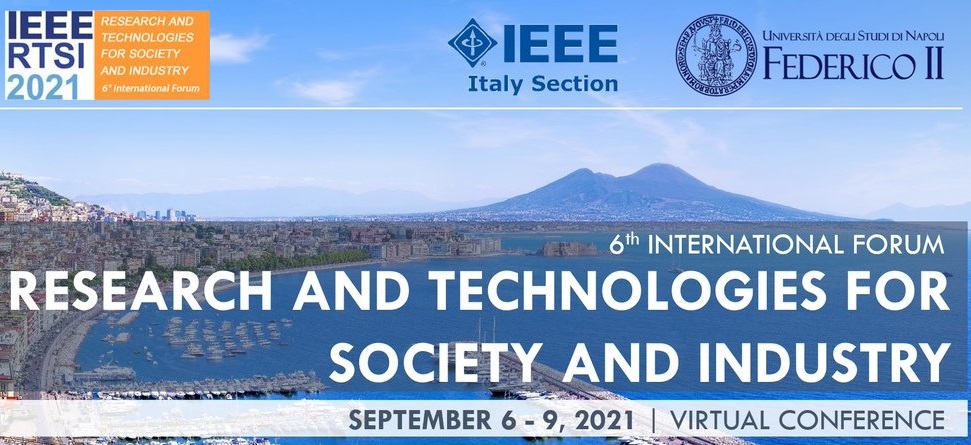 IEEE
RTSI
2021
RESEARCH AND
TECHNOLOGIES
FOR SOCIETY
AND INDUSTRY
6° International Forum
IEEE
®
Italy Section
UNIVERSITÀ DEGLI STUDI DI NAPOLI
FEDERICO II
6th INTERNATIONAL FORUM
RESEARCH AND TECHNOLOGIES FOR
SOCIETY AND INDUSTRY
SEPTEMBER 6 - 9, 2021 | VIRTUAL CONFERENCE